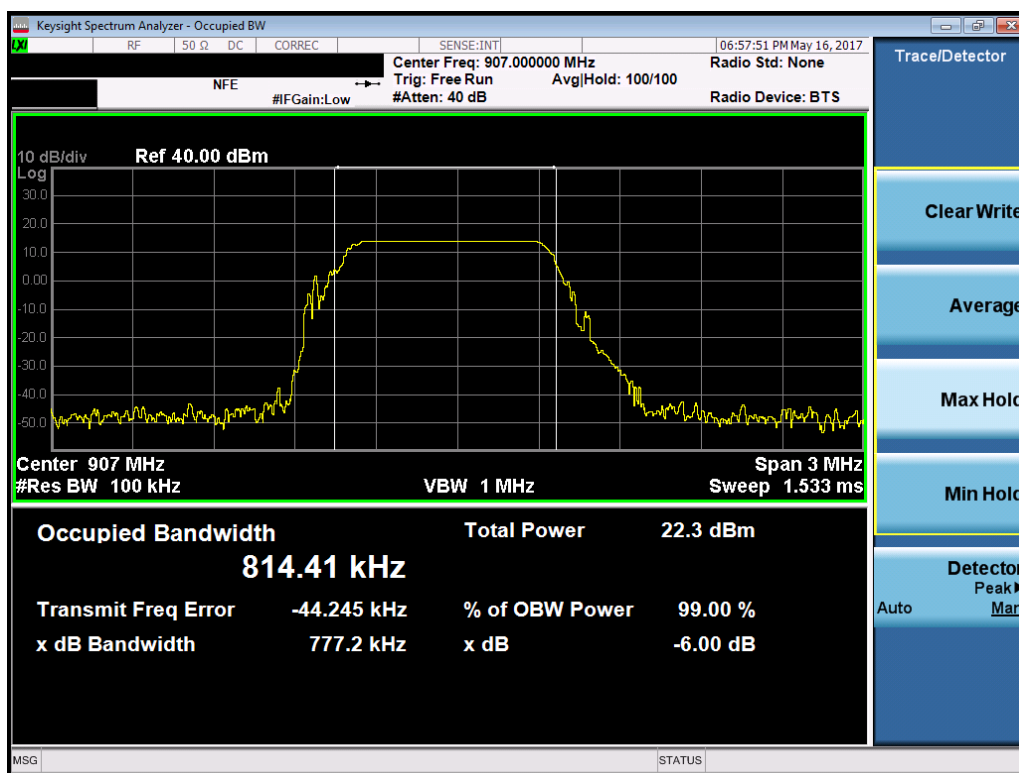 Keysight Spectrum Analyzer - Occupied BW
LXI RF 50 Ω DC CORREC SENSE:INT 06:57:51 PM May 16, 2017
Center Freq: 907.000000 MHz Radio Std: None
NFE Trig: Free Run Avg|Hold: 100/100
#IFGain:Low #Atten: 40 dB Radio Device: BTS
Trace/Detector
10 dB/div Ref 40.00 dBm
Log
30.0
20.0
10.0
0.00
-10.0
-20.0
-30.0
-40.0
-50.0
Center 907 MHz Span 3 MHz
#Res BW 100 kHz VBW 1 MHz Sweep 1.533 ms
Occupied Bandwidth Total Power 22.3 dBm
814.41 kHz
Transmit Freq Error -44.245 kHz % of OBW Power 99.00 %
x dB Bandwidth 777.2 kHz x dB -6.00 dB
Clear Write
Average
Max Hold
Min Hold
Detector
Peak
Auto Man
MSG STATUS